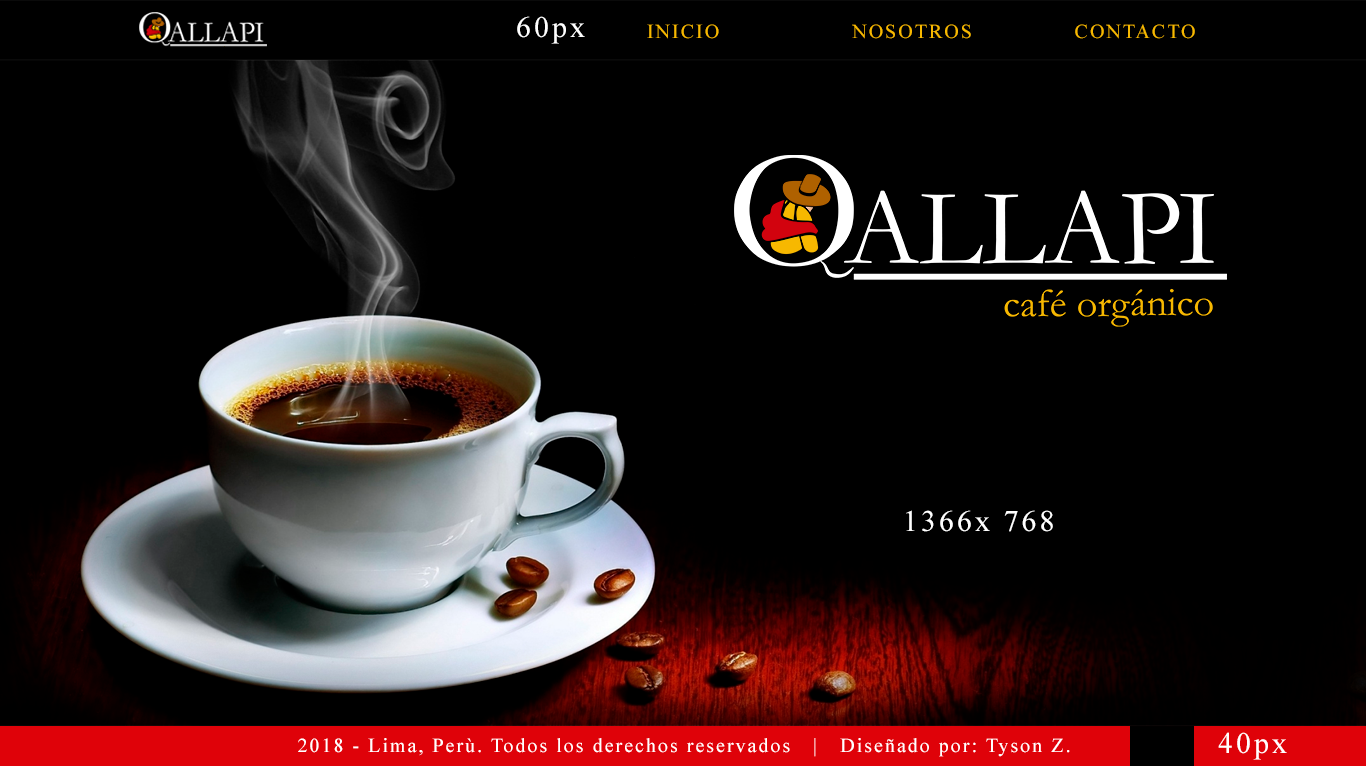 QALLAPI 60px INICIO NOSOTROS CONTACTO
QALLAPI
café orgánico
1366x 768
2018 - Lima, Perù. Todos los derechos reservados | Diseñado por: Tyson Z. 40px